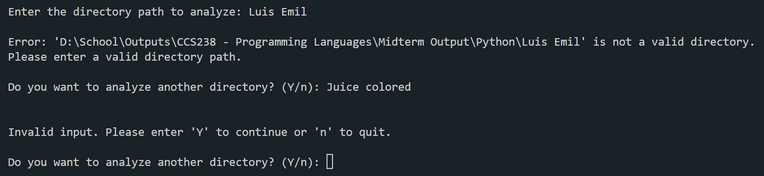 Enter the directory path to analyze: Luis Emil
Error: 'D:\School\Outputs\CCS238 - Programming Languages\Midterm Output\Python\Luis Emil' is not a valid directory.
Please enter a valid directory path.
Do you want to analyze another directory? (Y/n): Juice colored
Invalid input. Please enter 'Y' to continue or 'n' to quit.
Do you want to analyze another directory? (Y/n):